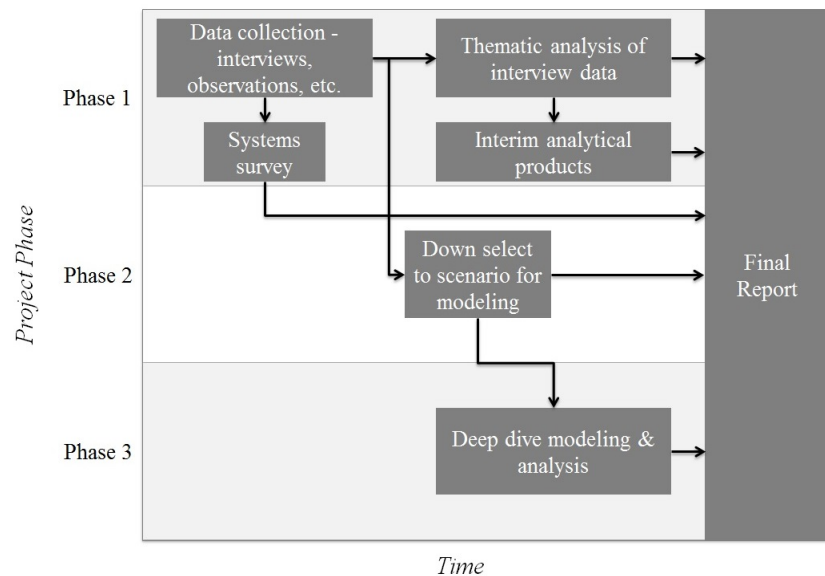 Data collection -
interviews,
observations, etc.
Thematic analysis of
interview data
Phase 1
Systems
survey
Interim analytical
products
Project Phase
Phase 2
Down select
to scenario for
modeling
Final
Report
Phase 3
Deep dive modeling &
analysis
Time